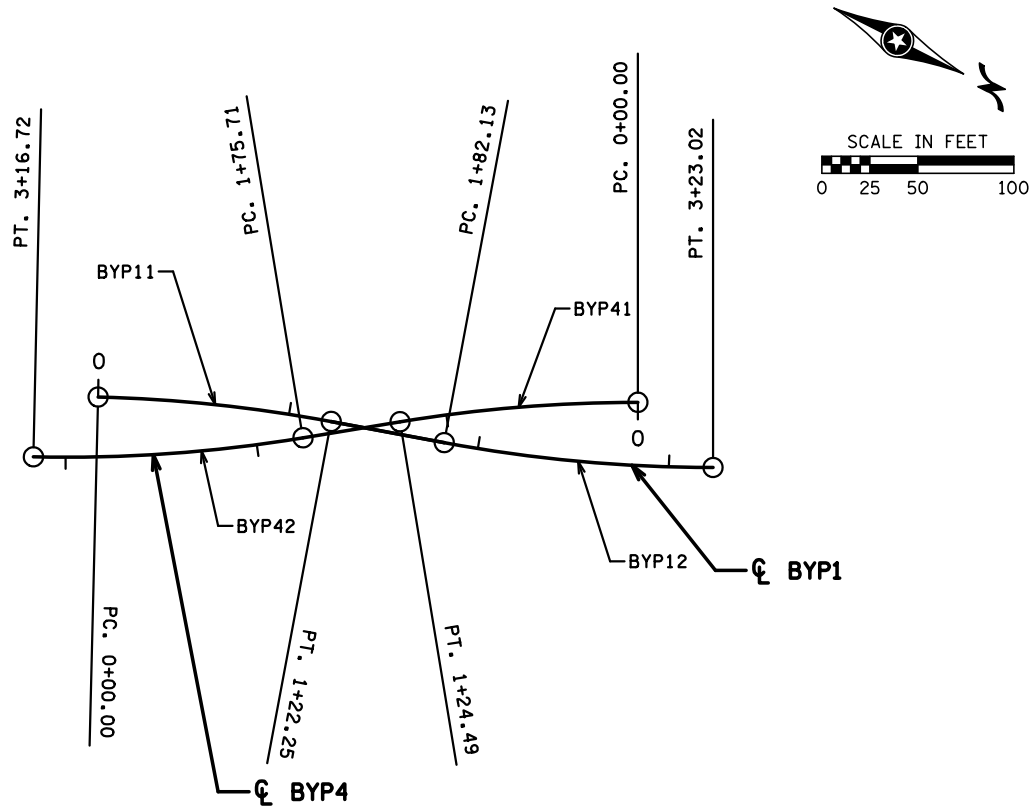 PT. 3+16.72
PC. 1+75.71
PC. 1+82.13
PC. 0+00.00
PT. 3+23.02
SCALE IN FEET
0 25 50 100
BYP11
BYP41
0
0
BYP42
BYP12
℄ BYP1
PC. 0+00.00
PT. 1+22.25
PT. 1+24.49
℄ BYP4